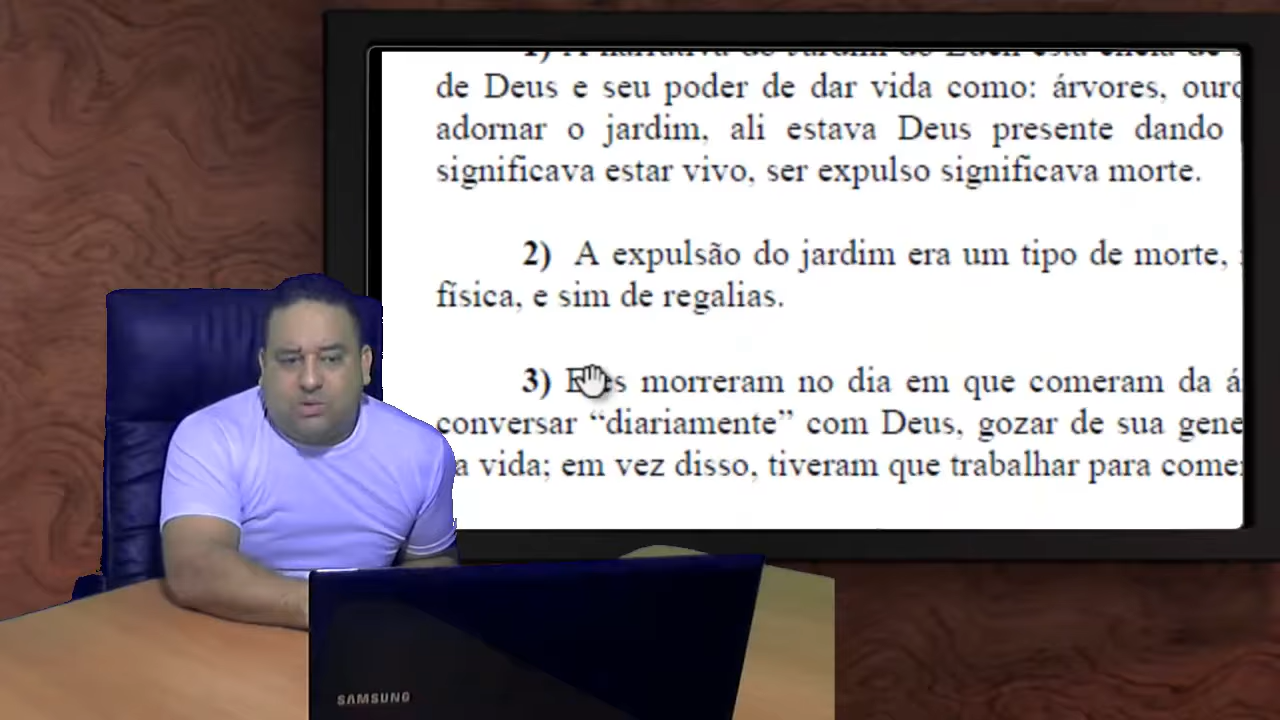 de Deus e seu poder de dar vida como: árvores,
adornar o jardim, ali estava Deus presente dando
significava estar vivo, ser expulso significava morte.
2) A expulsão do jardim era um tipo de morte,
física, e sim de regalias.
3) morreram no dia em que comeram da
conversar “diariamente” com Deus, gozar de sua
vida; em vez disso, tiveram que trabalhar para
SAMSUNG